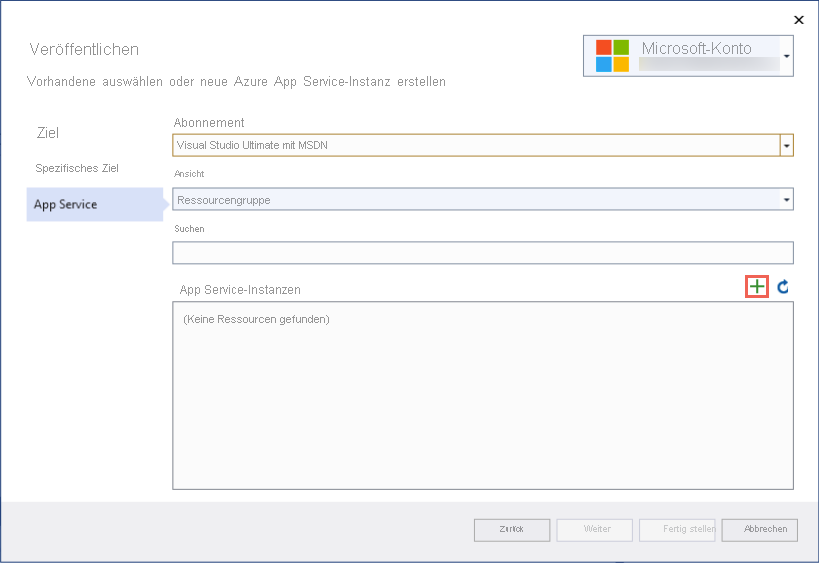 Veröffentlichen
Microsoft-Konto
Vorhandene auswählen oder neue Azure App Service-Instanz erstellen
Ziel
Spezifisches Ziel
App Service
Abonnement
Visual Studio Ultimate mit MSDN
Ansicht
Ressourcengruppe
Suchen
App Service-Instanzen
(Keine Ressourcen gefunden)
Zurück
Weiter
Fertig stellen
Abbrechen